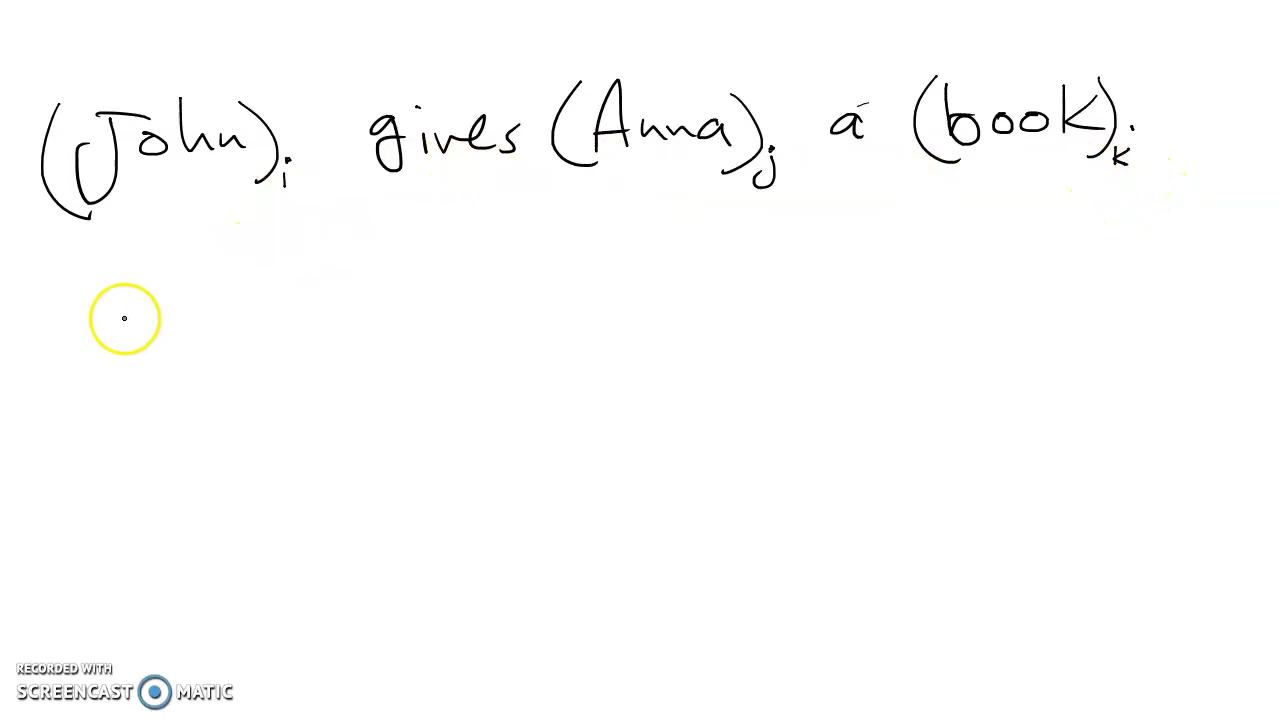 (John)i gives (Anna)j a (book)k.
RECORDED WITH
SCREENCAST MATIC